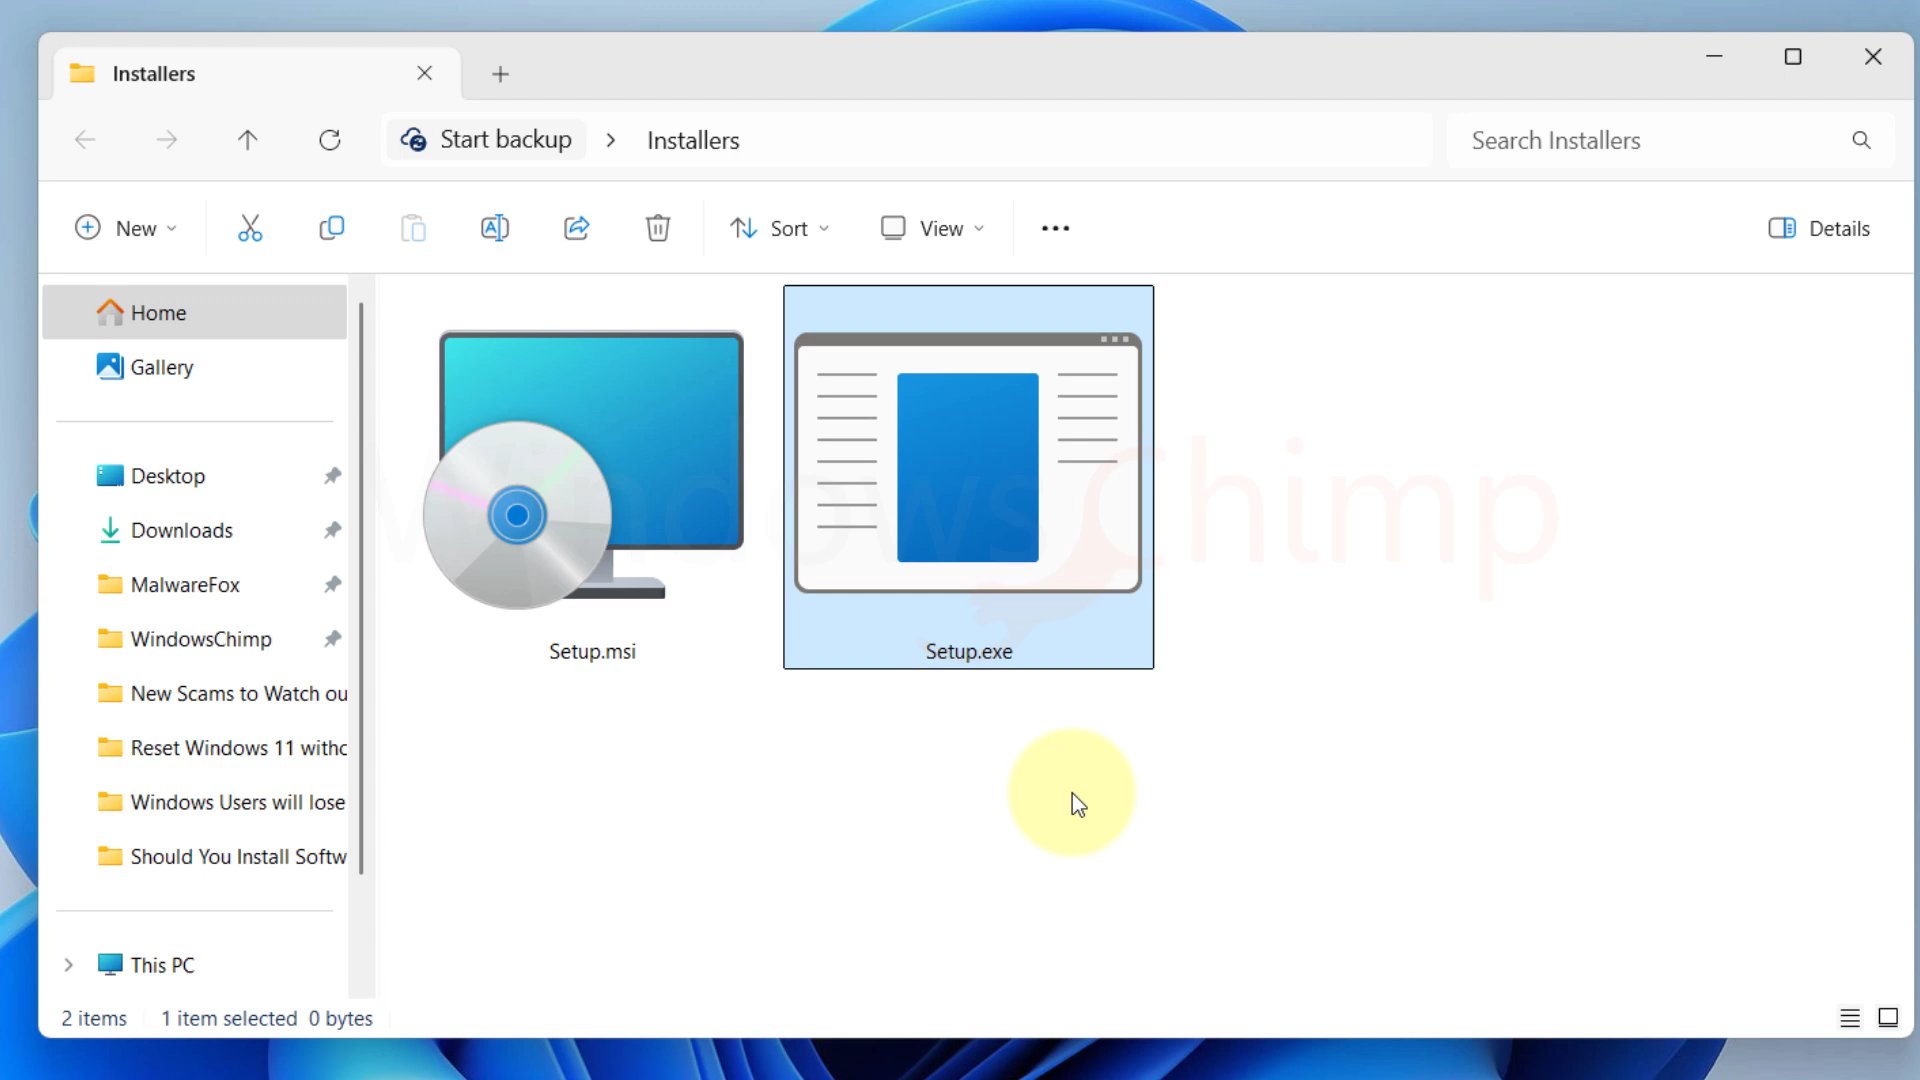 Installers
Start backup
Installers
Search Installers
New
Sort
View
Details
Home
Gallery
Desktop
Downloads
MalwareFox
WindowsChimp
New Scams to Watch ou
Reset Windows 11 withc
Windows Users will lose
Should You Install Softw
This PC
Setup.msi
Setup.exe
WindowsChimp
2 items
1 item selected 0 bytes